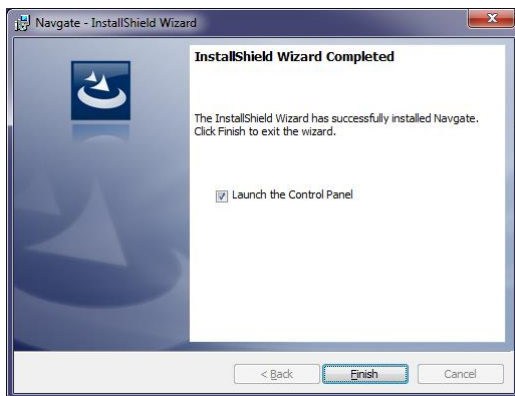 Navgate - InstallShield Wizard
InstallShield Wizard Completed
The InstallShield Wizard has successfully installed Navgate.
Click Finish to exit the wizard.
Launch the Control Panel
< Back
Finish
Cancel